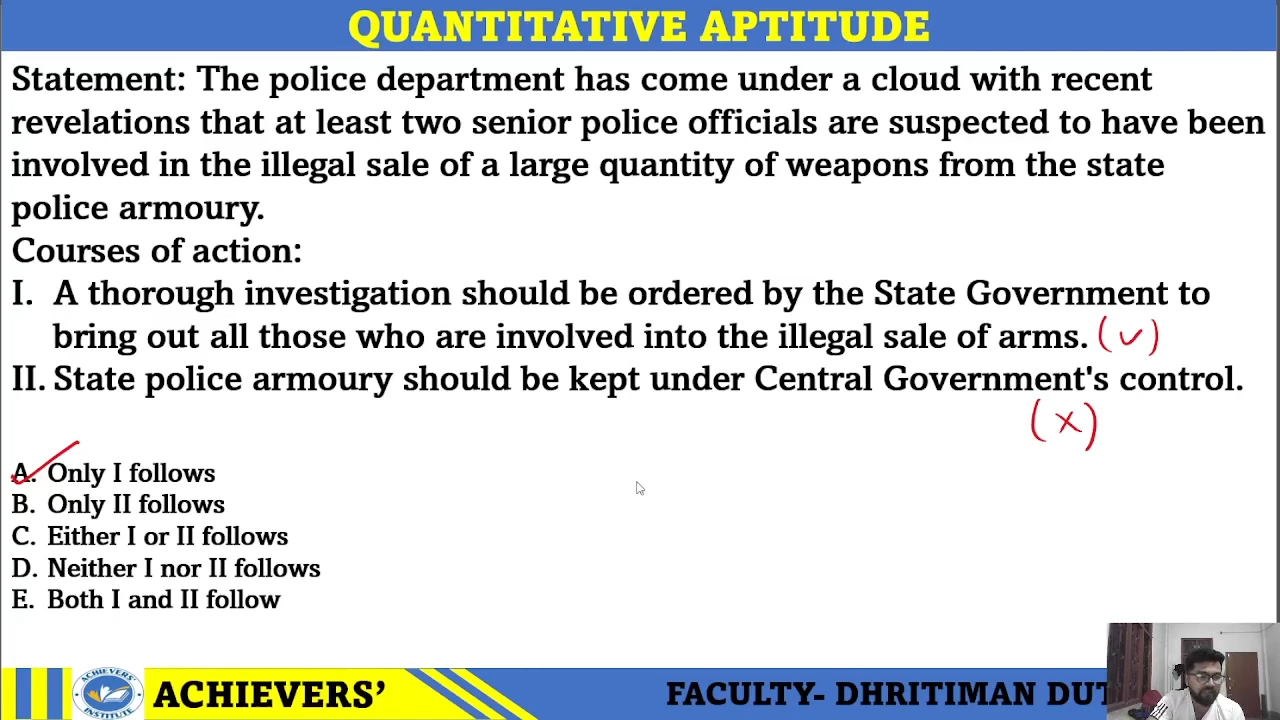 QUANTITATIVE APTITUDE
Statement: The police department has come under a cloud with recent
revelations that at least two senior police officials are suspected to have been
involved in the illegal sale of a large quantity of weapons from the state
police armoury.
Courses of action:
I. A thorough investigation should be ordered by the State Government to
bring out all those who are involved into the illegal sale of arms. (✓)
II. State police armoury should be kept under Central Government's control.
(x)
A. Only I follows
B. Only II follows
C. Either I or II follows
D. Neither I nor II follows
E. Both I and II follow
ACHIEVERS' INSTITUTE
ACHIEVERS’
FACULTY- DHRITIMAN